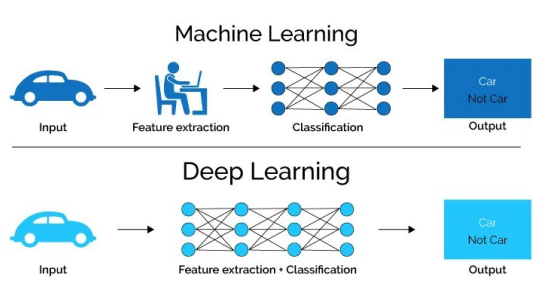 Machine Learning
Car
Not Car
Input
Feature extraction
Classification
Output
Deep Learning
Car
Not Car
Input
Feature extraction + Classification
Output